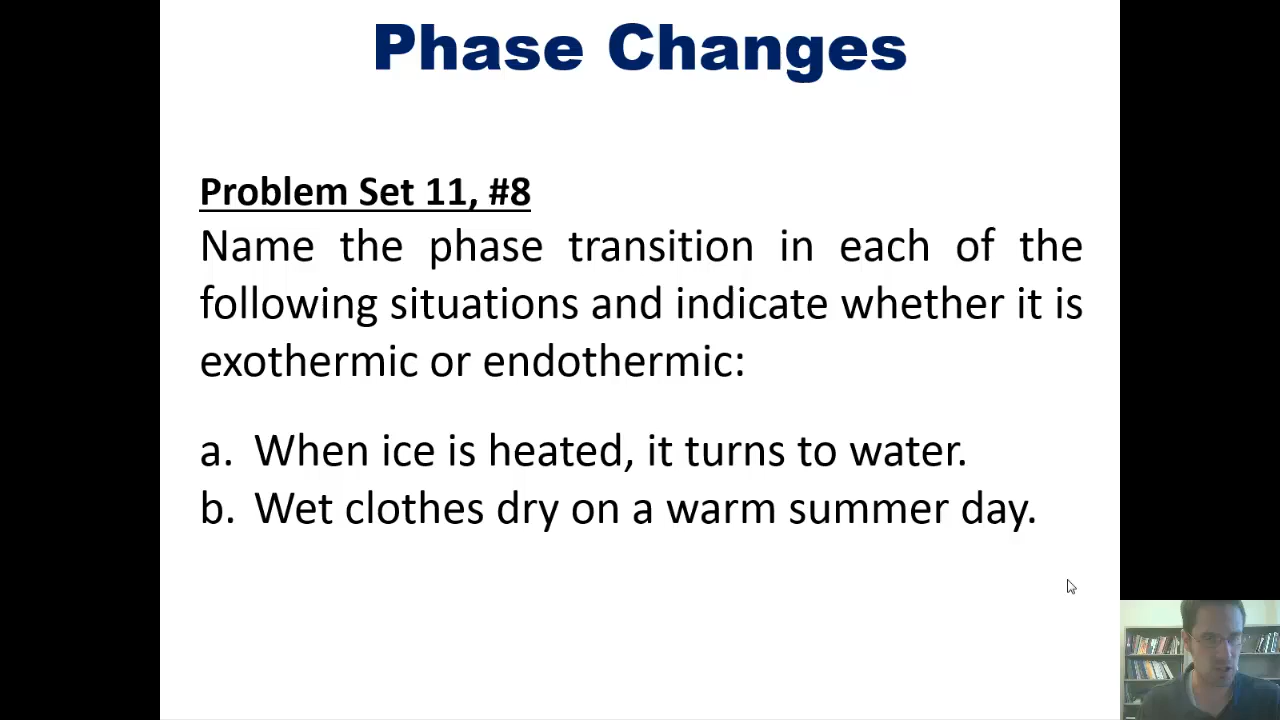 Phase Changes
Problem Set 11, #8
Name the phase transition in each of the
following situations and indicate whether it is
exothermic or endothermic:
a. When ice is heated, it turns to water.
b. Wet clothes dry on a warm summer day.